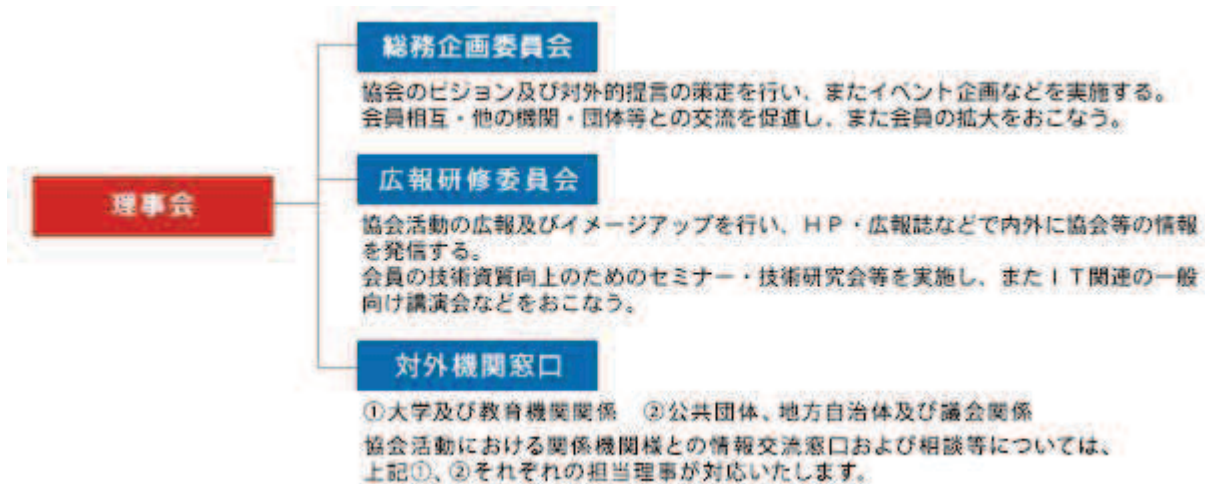 総務企画委員会
協会のビジョン及び対外的提言の策定を行い、またイベント企画などを実施する。
会員相互・他の機関・団体等との交流を促進し、また会員の拡大をおこなう。
理事会
広報研修委員会
協会活動の広報及びイメージアップを行い、ＨＰ・広報誌などで内外に協会等の情報
を発信する。
会員の技術資質向上のためのセミナー・技術研究会等を実施し、またＩＴ関連の一般
向け講演会などをおこなう。
対外機関窓口
①大学及び教育機関関係　②公共団体、地方自治体及び議会関係
協会活動における関係機関様との情報交流窓口および相談等については、
上記①、②それぞれの担当理事が対応いたします。